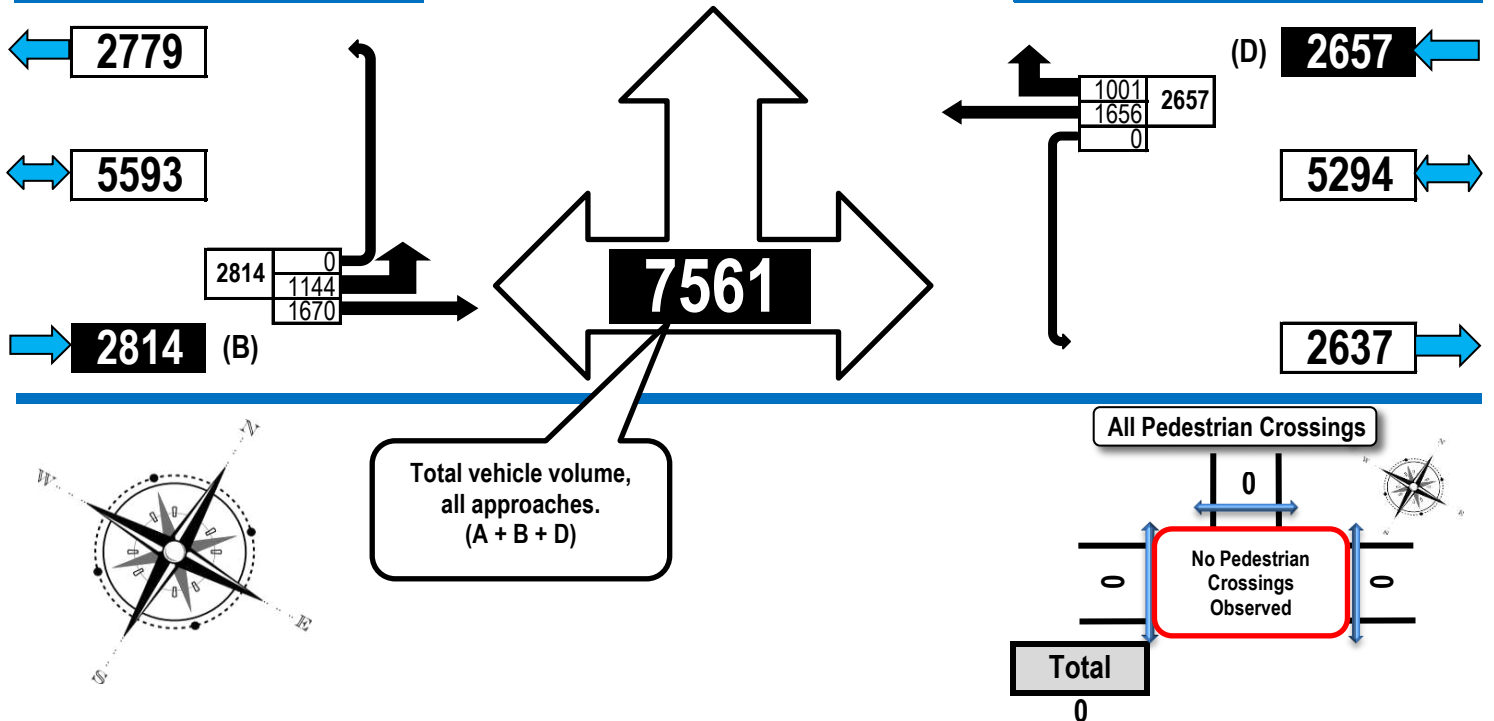 2779
(D) 2657
1001
1656
2657
0
5593
5294
0
2814
1144
1670
7561
2814 (B)
2637
All Pedestrian Crossings
Total vehicle volume,
all approaches.
(A + B + D)
N
W
E
S
N
W
E
S
0
No Pedestrian
Crossings
Observed
0
0
Total
0